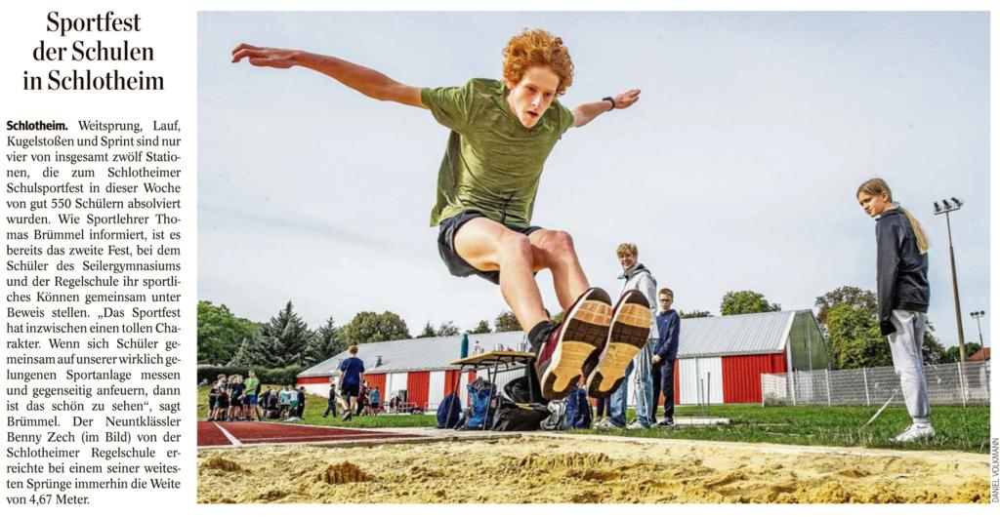 Sportfest
der Schulen
in Schlotheim
Schlotheim. Weitsprung, Lauf,
Kugelstoßen und Sprint sind nur
vier von insgesamt zwölf Statio-
nen, die zum Schlotheimer
Schulsportfest in dieser Woche
von gut 550 Schülern absolviert
wurden. Wie Sportlehrer Tho-
mas Brümmel informiert, ist es
bereits das zweite Fest, bei dem
Schüler des Seilergymnasiums
und der Regelschule ihr sportli-
ches Können gemeinsam unter
Beweis stellen. „Das Sportfest
hat inzwischen einen tollen Cha-
rakter. Wenn sich Schüler ge-
meinsam auf unserer wirklich ge-
lungenen Sportanlage messen
und gegenseitig anfeuern, dann
ist das schön zu sehen“, sagt
Brümmel. Der Neuntklässler
Benny Zech (im Bild) von der
Schlotheimer Regelschule er-
reichte bei einem seiner weites-
ten Sprünge immerhin die Weite
von 4,67 Meter.
DANIEL VOLKMANN